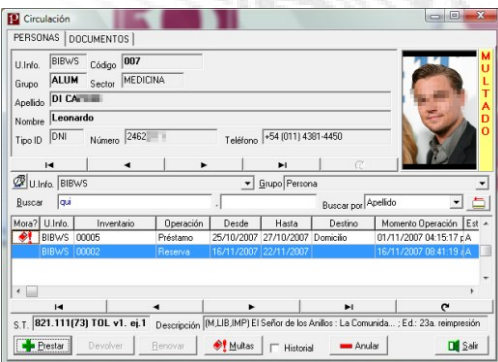 Circulación
PERSONAS DOCUMENTOS
U.Info. BIBWS Código 007
Grupo ALUM Sector MEDICINA
Apellido DI CA
Nombre Leonardo
Tipo ID DNI Número 2462 Teléfono +54 (011) 4381-4450
MULTADO
U.Info. BIBWS Grupo Persona
Buscar qui . Buscar por Apellido
Mora? U.Info. Inventario Operación Desde Hasta Destino Momento Operación Est
BIBWS 00005 Préstamo 25/10/2007 27/10/2007 Domicilio 01/11/2007 04:15:17 p A
BIBWS 00002 Reserva 16/11/2007 22/11/2007 16/11/2007 08:41:19 A
S.T. 821.111(73) TOL v1. ej.1 Descripción (M,LIB,IMP) El Señor de los Anillos : La Comunida... ; Ed.: 23a. reimpresión
Prestar Devolver Renovar Multas Historial Anular Salir